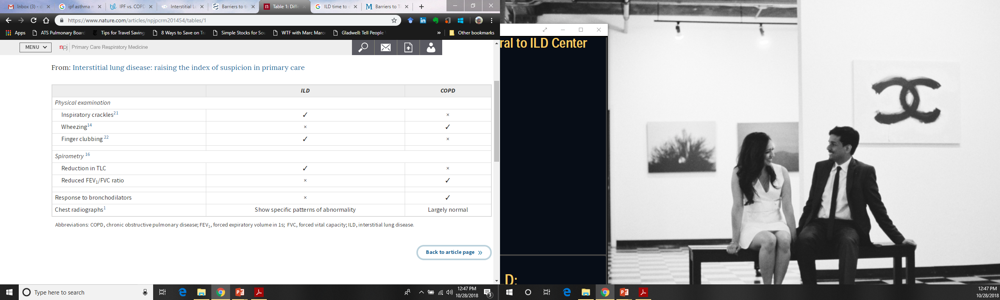 Inbox (3) - d
ipf asthma m
IPF vs. COPD
Interstitial Lu
Barriers to ti
Table 1: Diffe
ILD time to c
Barriers to T
https://www.nature.com/articles/npjpcrm201454/tables/1
Apps
ATS Pulmonary Board
Tips for Travel Saving
8 Ways to Save on Tra
Simple Stocks for Sou
WTF with Marc Maro
Gladwell: Tell People
»
Other bookmarks
MENU
npj Primary Care Respiratory Medicine
From: Interstitial lung disease: raising the index of suspicion in primary care
ILD COPD
Physical examination
Inspiratory crackles21 ✓ ×
Wheezing14 × ✓
Finger clubbing 22 ✓ ×
Spirometry 16
Reduction in TLC ✓ ×
Reduced FEV1/FVC ratio × ✓
Response to bronchodilators × ✓
Chest radiographs1 Show specific patterns of abnormality Largely normal
Abbreviations: COPD, chronic obstructive pulmonary disease; FEV1, forced expiratory volume in 1s; FVC, forced vital capacity; ILD, interstitial lung disease.
Back to article page »
Type here to search
12:47 PM
10/28/2018
3
ral to ILD Center
D:
12:47 PM
10/28/2018